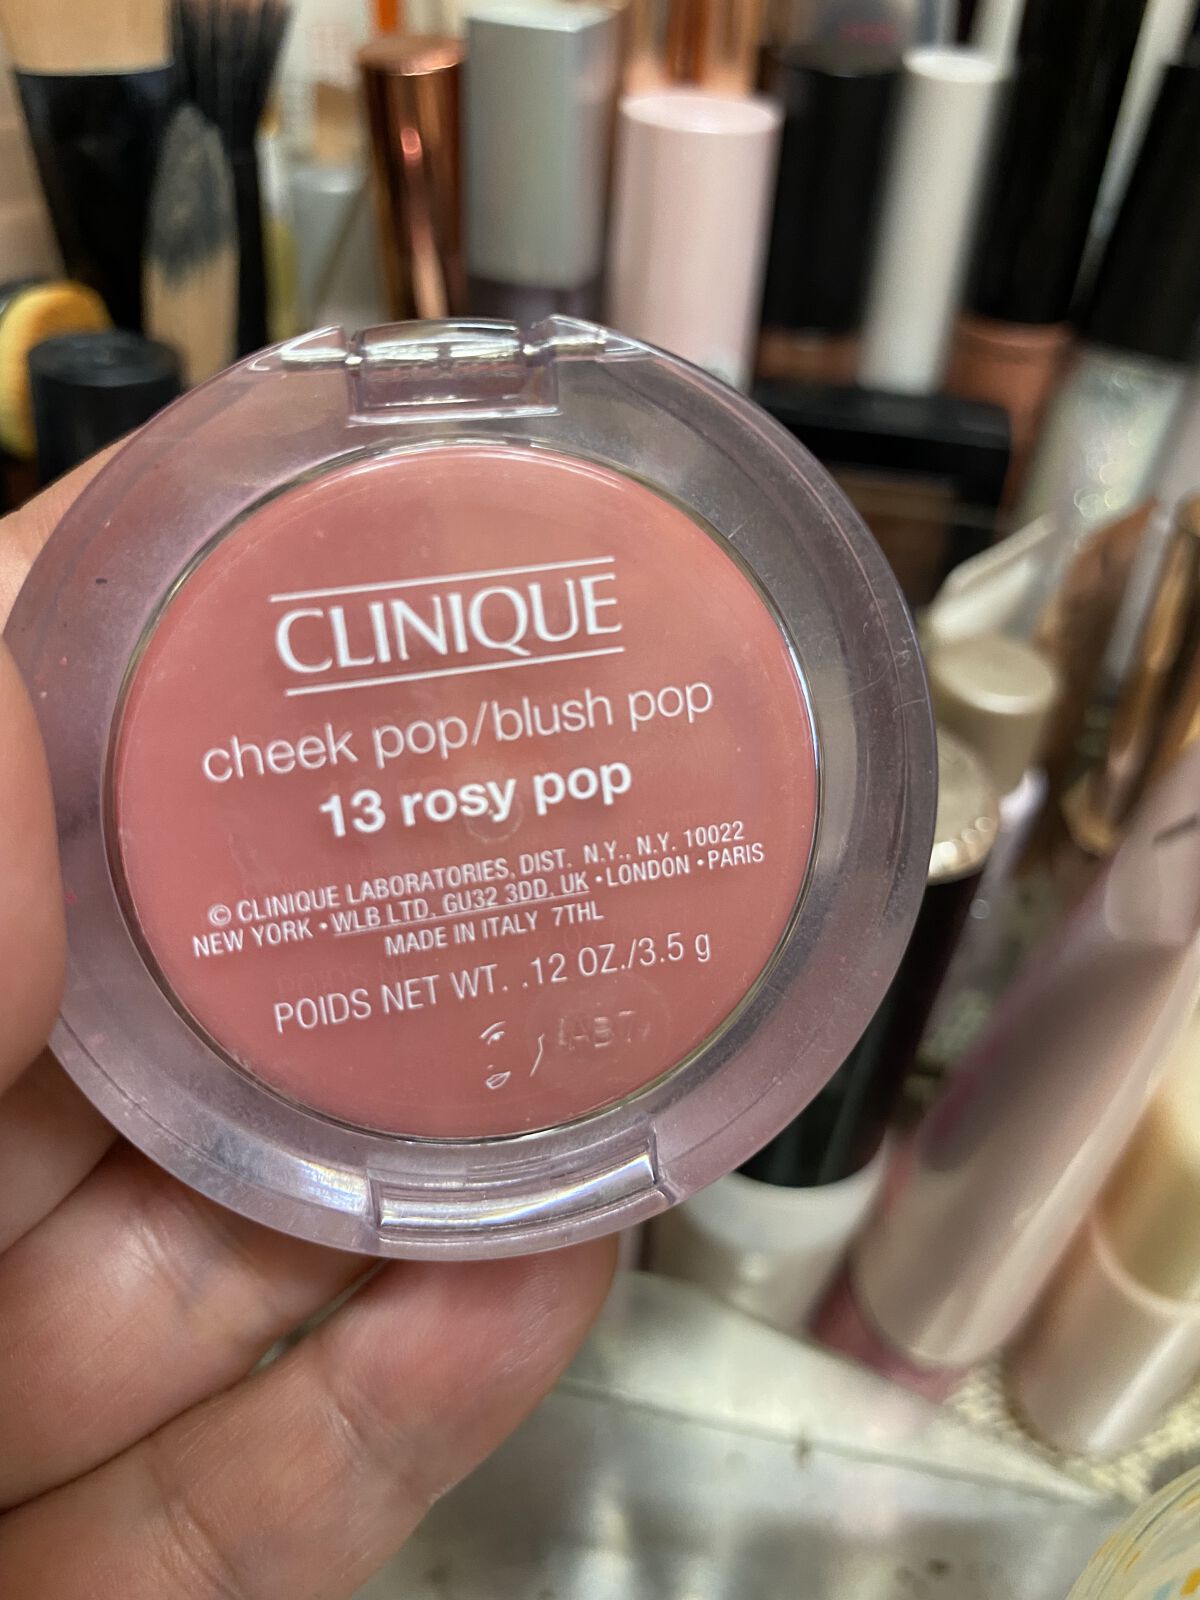 CLINIQUE
cheek pop/blush pop
13 rosy pop
© CLINIQUE LABORATORIES, DIST. N.Y., N.Y. 10022
NEW YORK • WLB LTD, GU32 3DD, UK • LONDON • PARIS
MADE IN ITALY 7THL
POIDS NET WT. .12 OZ./3.5 g